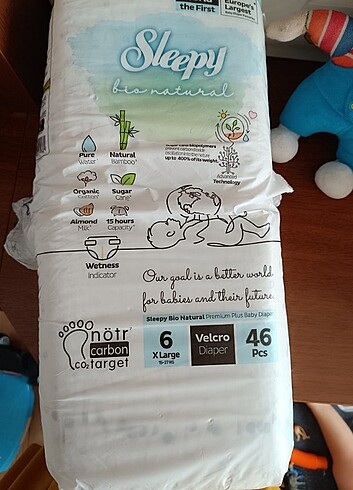 the First
Europe's
Largest
Sleepy
bio natural
Pure
Water
Natural
Bamboo*
Organic
Cotton*
Sugar
Cane*
Almond
Milk*
15 hours
Capacity*
Wetness
Indicator
up to 400% of its weight.
Advanced
Technology
Our goal is a better world
for babies and their future.
Sleepy Bio Natural Premium Plus Baby Diaper
nötr
carbon
CO₂ target
6
X Large
Velcro
Diaper
46
Pcs